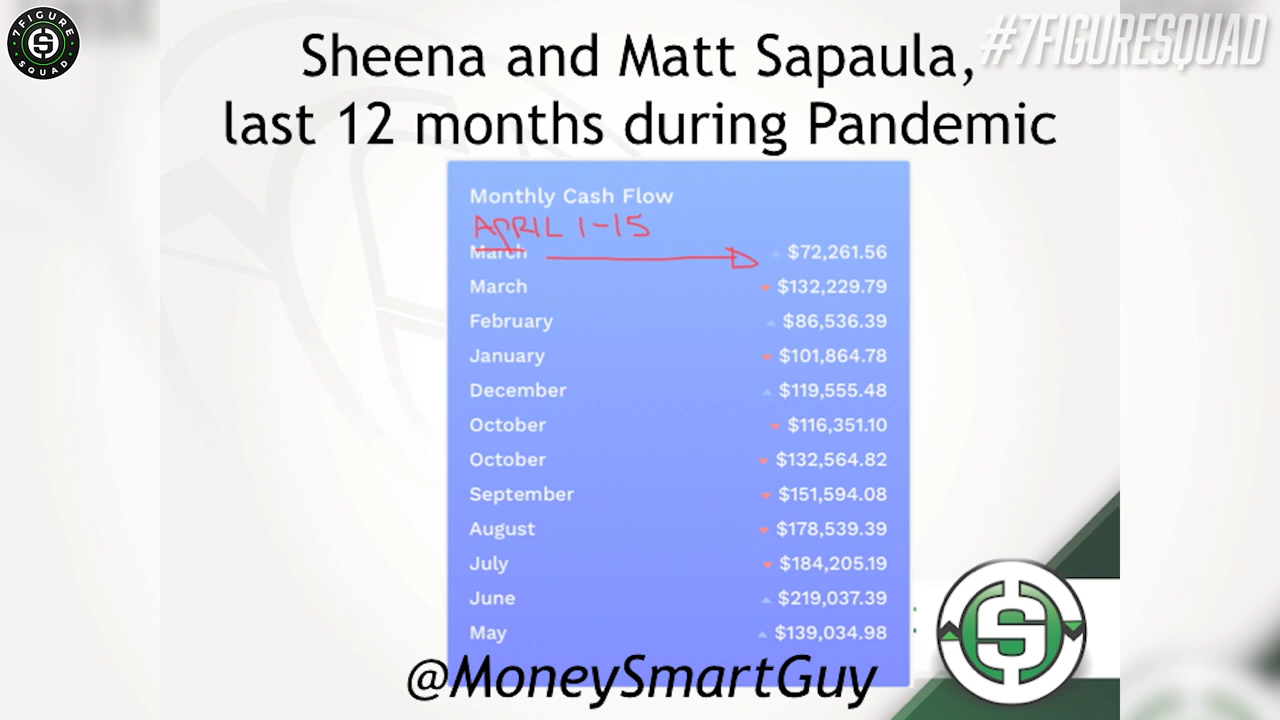 7FIGURE
SQUAD
#7FIGURESQUAD
Sheena and Matt Sapaula,
last 12 months during Pandemic
Monthly Cash Flow
APRIL 1-15
March $72,261.56
March $132,229.79
February $86,536.39
January $101,864.78
December $119,555.48
October $116,351.10
October $132,564.82
September $151,594.08
August $178,539.39
July $184,205.19
June $219,037.39
May $139,034.98
@MoneySmartGuy